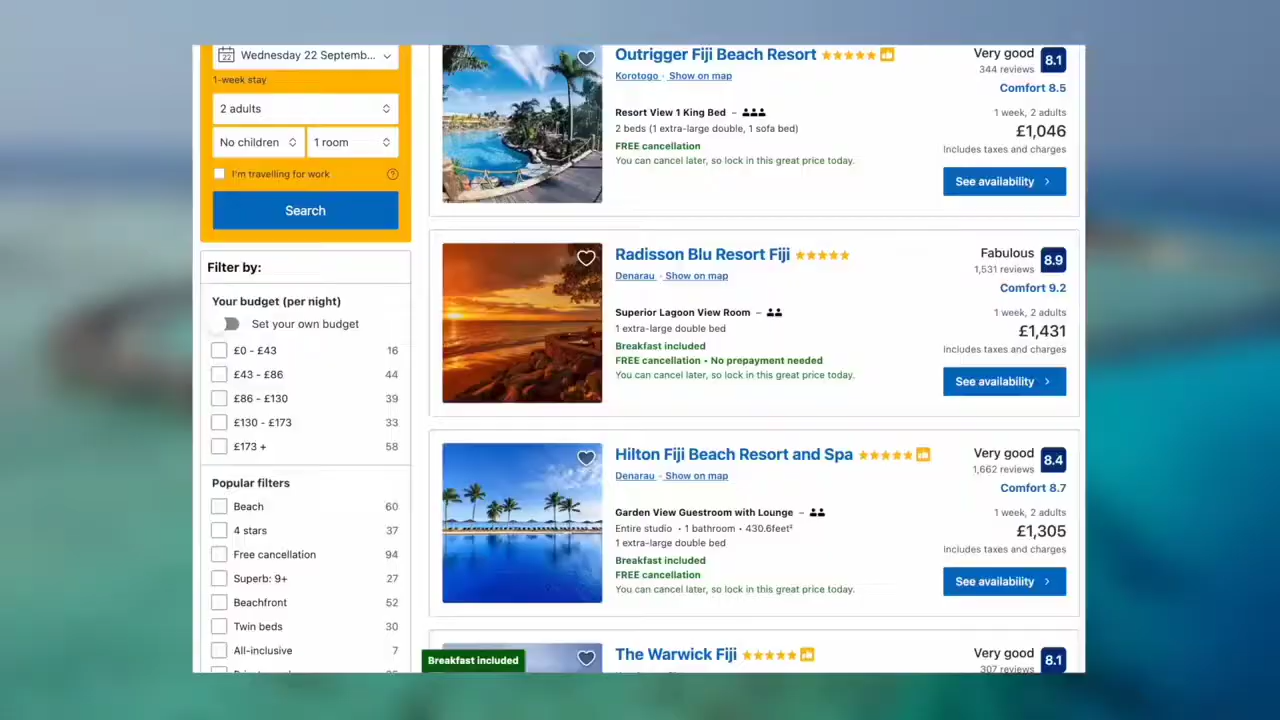 22
Wednesday 22 Septemb...
1-week stay
2 adults
No children
1 room
I'm travelling for work
Search
Filter by:
Your budget (per night)
Set your own budget
£0 - £43 16
£43 - £86 44
£86 - £130 39
£130 - £173 33
£173 + 58
Popular filters
Beach 60
4 stars 37
Free cancellation 94
Superb: 9+ 27
Beachfront 52
Twin beds 30
All-inclusive 7
Outrigger Fiji Beach Resort
Korotogo · Show on map
Resort View 1 King Bed –
2 beds (1 extra-large double, 1 sofa bed)
FREE cancellation
You can cancel later, so lock in this great price today.
Very good 8.1
344 reviews
Comfort 8.5
1 week, 2 adults
£1,046
Includes taxes and charges
See availability
Radisson Blu Resort Fiji
Denarau · Show on map
Superior Lagoon View Room –
1 extra-large double bed
Breakfast included
FREE cancellation • No prepayment needed
You can cancel later, so lock in this great price today.
Fabulous 8.9
1,531 reviews
Comfort 9.2
1 week, 2 adults
£1,431
Includes taxes and charges
See availability
Hilton Fiji Beach Resort and Spa
Denarau · Show on map
Garden View Guestroom with Lounge –
Entire studio • 1 bathroom • 430.6feet²
1 extra-large double bed
Breakfast included
FREE cancellation
You can cancel later, so lock in this great price today.
Very good 8.4
1,662 reviews
Comfort 8.7
1 week, 2 adults
£1,305
Includes taxes and charges
See availability
Breakfast included
The Warwick Fiji
Very good 8.1
307 reviews